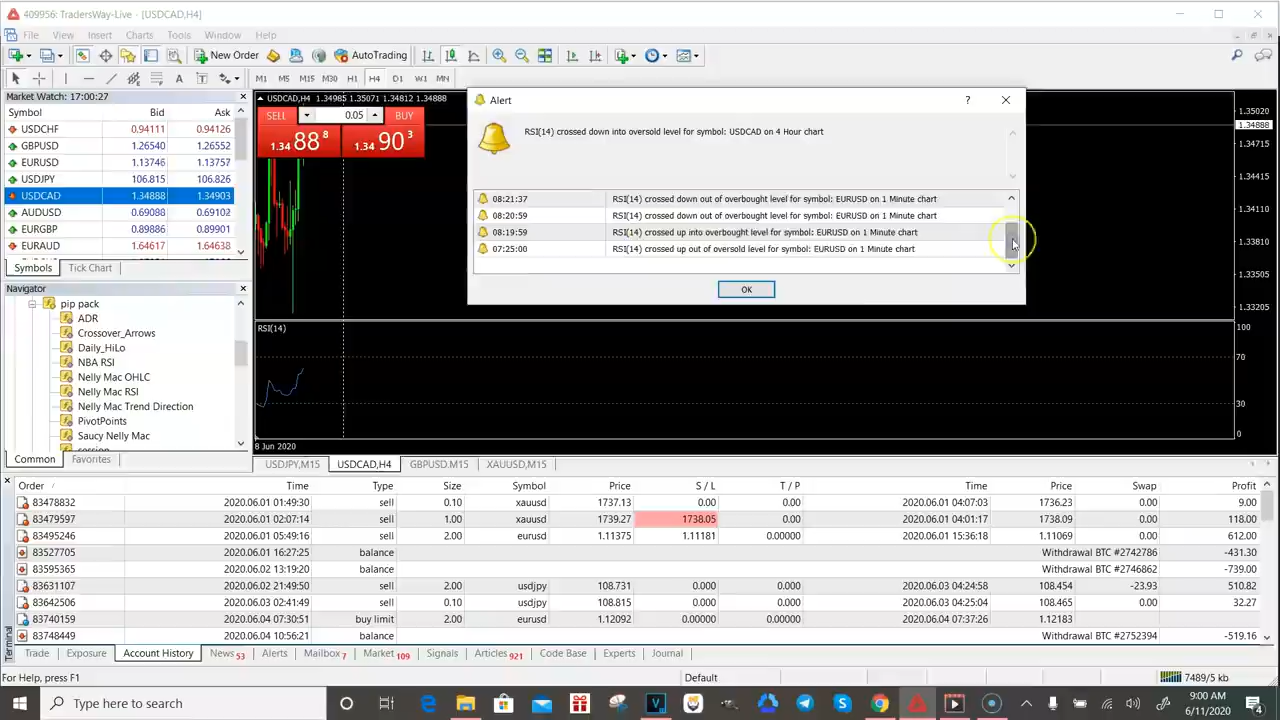 409956: TradersWay-Live - [USDCAD,H4]
File View Insert Charts Tools Window Help
New Order AutoTrading
A T M1 M5 M15 M30 H1 H4 D1 W1 MN
Market Watch: 17:00:27
Symbol Bid Ask
USDCHF 0.94111 0.94126
GBPUSD 1.26540 1.26552
EURUSD 1.13746 1.13757
USDJPY 106.815 106.826
USDCAD 1.34888 1.34903
AUDUSD 0.69088 0.69102
EURGBP 0.89886 0.89901
EURAUD 1.64617 1.64643
Symbols Tick Chart
Navigator
pip pack
ADR
Crossover_Arrows
Daily_HiLo
NBA RSI
Nelly Mac OHLC
Nelly Mac RSI
Nelly Mac Trend Direction
PivotPoints
Saucy Nelly Mac
session
Common Favorites
USDCAD,H4 1.34985 1.35071 1.34812 1.34888
SELL 0.05 BUY
1.34 88 8 1.34 90 3
Alert
RSI(14) crossed down into oversold level for symbol: USDCAD on 4 Hour chart
08:21:37 RSI(14) crossed down out of overbought level for symbol: EURUSD on 1 Minute chart
08:20:59 RSI(14) crossed down out of overbought level for symbol: EURUSD on 1 Minute chart
08:19:59 RSI(14) crossed up into overbought level for symbol: EURUSD on 1 Minute chart
07:25:00 RSI(14) crossed up out of oversold level for symbol: EURUSD on 1 Minute chart
OK
1.35020
1.34888
1.34715
1.34415
1.34110
1.33810
1.33505
1.33205
RSI(14)
100
70
30
0
8 Jun 2020
USDJPY,M15 USDCAD,H4 GBPUSD.M15 XAUUSD,M15
Order / Time Type Size Symbol Price S / L T / P Time Price Swap Profit
83478832 2020.06.01 01:49:30 sell 0.10 xauusd 1737.13 0.00 0.00 2020.06.01 04:07:03 1736.23 0.00 9.00
83479597 2020.06.01 02:07:14 sell 1.00 xauusd 1739.27 1738.05 0.00 2020.06.01 04:01:17 1738.09 0.00 118.00
83495246 2020.06.01 05:49:16 sell 2.00 eurusd 1.11375 1.11181 0.00000 2020.06.01 15:36:18 1.11069 0.00 612.00
83527705 2020.06.01 16:27:25 balance Withdrawal BTC #2742786 -431.30
83595365 2020.06.02 13:19:20 balance Withdrawal BTC #2746862 -739.00
83631107 2020.06.02 21:49:50 sell 2.00 usdjpy 108.731 0.000 0.000 2020.06.03 04:24:58 108.454 -23.93 510.82
83642506 2020.06.03 02:41:49 sell 0.10 usdjpy 108.815 0.000 0.000 2020.06.03 04:25:04 108.465 0.00 32.27
83740159 2020.06.04 07:30:51 buy limit 2.00 eurusd 1.12092 0.00000 0.00000 2020.06.04 07:37:26 1.12183
83748449 2020.06.04 10:56:21 balance Withdrawal BTC #2752394 -519.16
Terminal
Trade Exposure Account History News 53 Alerts Mailbox 7 Market 109 Signals Articles 921 Code Base Experts Journal
For Help, press F1 Default 7489/5 kb
Type here to search
9:00 AM
6/11/2020
4